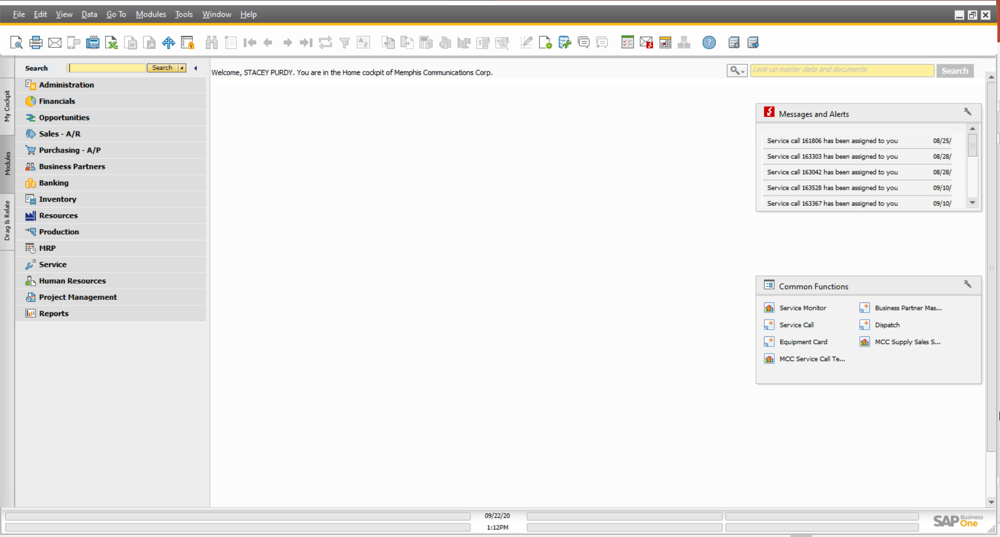 File Edit View Data Go To Modules Tools Window Help
Search Search
Welcome, STACEY PURDY. You are in the Home cockpit of Memphis Communications Corp.
Look up master data and documents Search
My Cockpit
Modules
Drag & Relate
Administration
Financials
Opportunities
Sales - A/R
Purchasing - A/P
Business Partners
Banking
Inventory
Resources
Production
MRP
Service
Human Resources
Project Management
Reports
Messages and Alerts
Service call 161806 has been assigned to you 08/25/
Service call 163303 has been assigned to you 08/28/
Service call 163042 has been assigned to you 08/28/
Service call 163528 has been assigned to you 09/10/
Service call 163367 has been assigned to you 09/10/
Common Functions
Service Monitor Business Partner Mas...
Service Call Dispatch
Equipment Card MCC Supply Sales S...
MCC Service Call Te...
09/22/20
1:12PM
SAP Business One